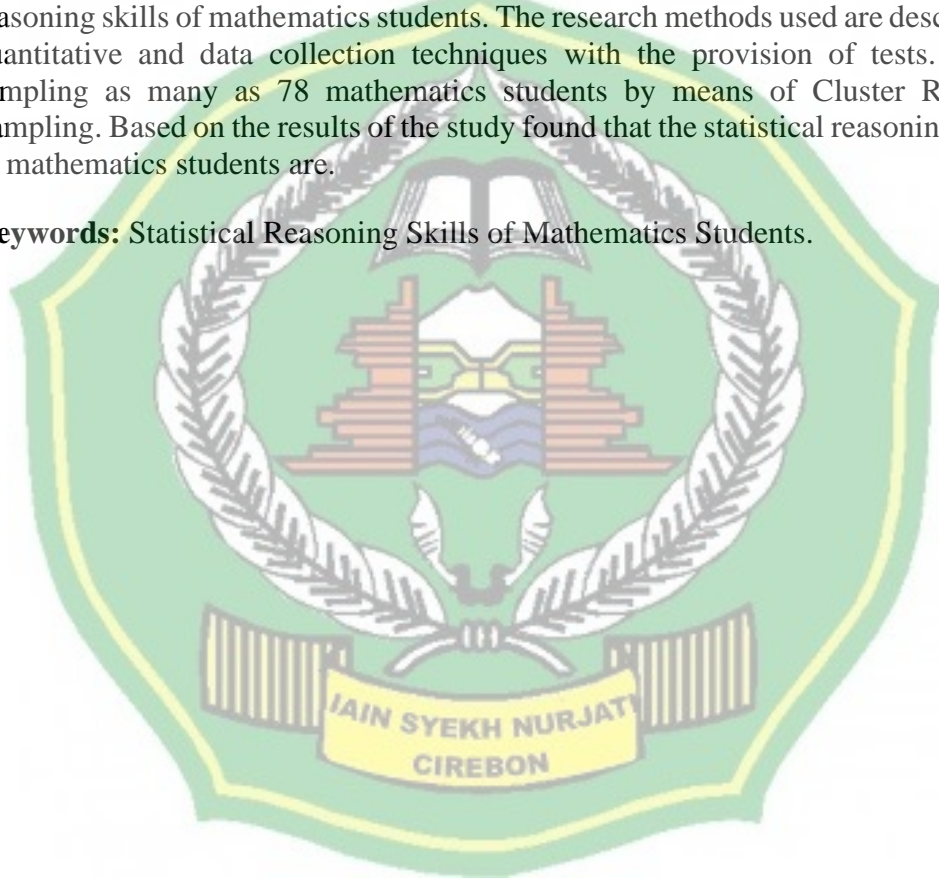 asoning skills of mathematics students. The research methods used are desc
uantitative and data collection techniques with the provision of tests.
mpling as many as 78 mathematics students by means of Cluster R
ampling. Based on the results of the study found that the statistical reasonin
mathematics students are.
eywords: Statistical Reasoning Skills of Mathematics Students.
IAIN SYEKH NURJATI
CIREBON